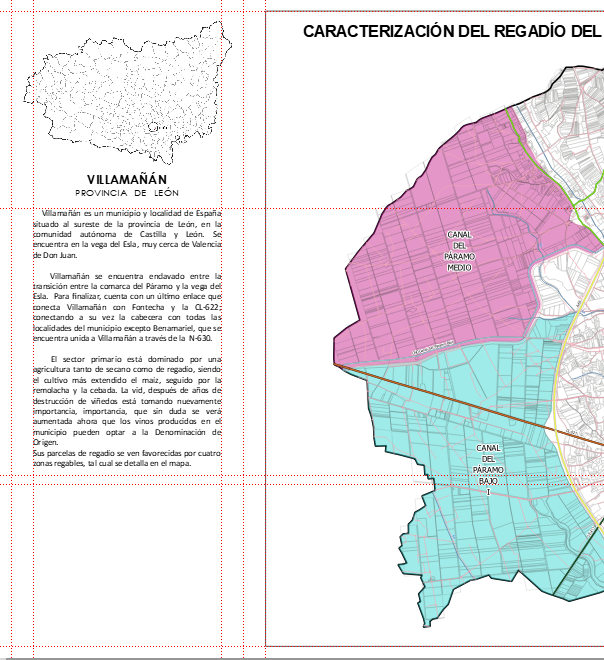 VILLAMAÑÁN
PROVINCIA DE LEÓN
Villamañán es un municipio y localidad de España
situado al sureste de la provincia de León, en la
comunidad autónoma de Castilla y León. Se
encuentra en la vega del Esla, muy cerca de Valencia
de Don Juan.
Villamañán se encuentra enclavado entre la
transición entre la comarca del Páramo y la vega del
Esla. Para finalizar, cuenta con un último enlace que
conecta Villamañán con Fontecha y la CL-622;
conectando a su vez la cabecera con todas las
localidades del municipio excepto Benamariel, que se
encuentra unida a Villamañán a través de la N-630.
El sector primario está dominado por una
agricultura tanto de secano como de regadío, siendo
el cultivo más extendido el maíz, seguido por la
remolacha y la cebada. La vid, después de años de
destrucción de viñedos está tomando nuevamente
importancia, importancia, que sin duda se verá
aumentada ahora que los vinos producidos en el
municipio pueden optar a la Denominación de
Origen.
Sus parcelas de regadío se ven favorecidas por cuatro
zonas regables, tal cual se detalla en el mapa.
CARACTERIZACIÓN DEL REGADÍO DEL
CANAL
DEL
PÁRAMO
MEDIO
CANAL
DEL
PÁRAMO
BAJO
I